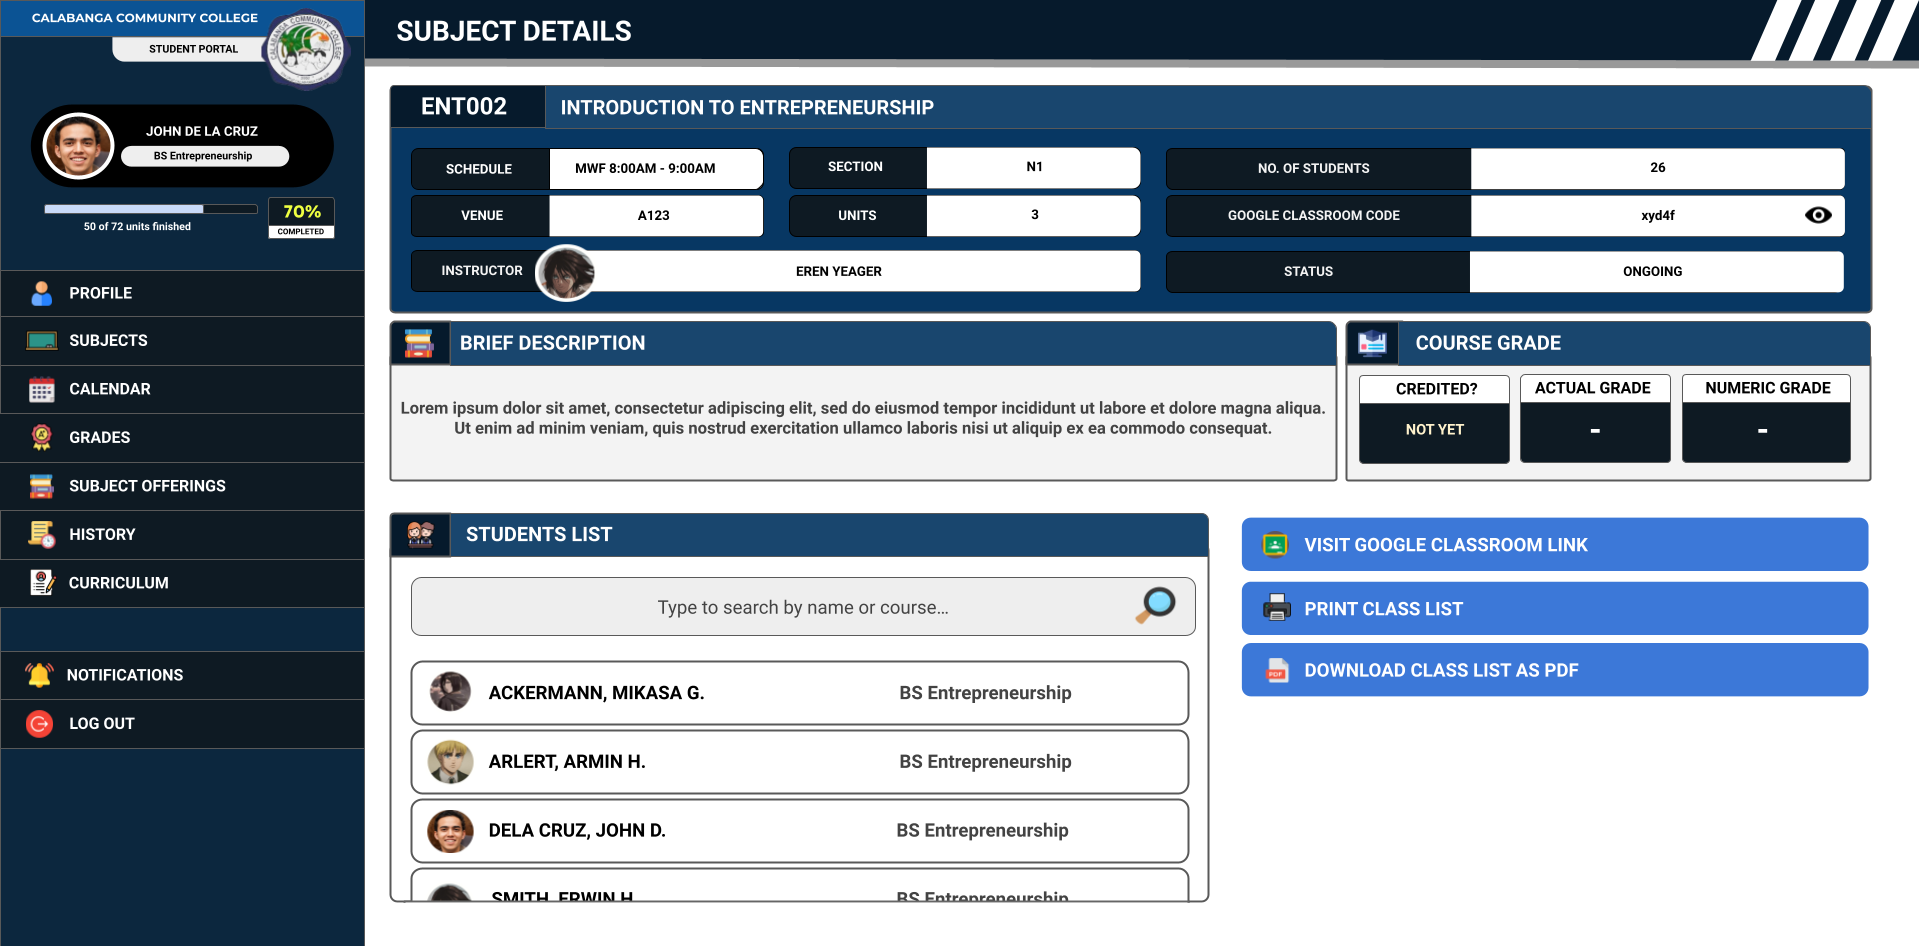 CALABANGA COMMUNITY COLLEGE
STUDENT PORTAL
CALABANGA COMMUNITY COLLEGE
JOHN DE LA CRUZ
BS Entrepreneurship
50 of 72 units finished
70%
COMPLETED
PROFILE
SUBJECTS
CALENDAR
GRADES
SUBJECT OFFERINGS
HISTORY
CURRICULUM
NOTIFICATIONS
LOG OUT
SUBJECT DETAILS
ENT002
INTRODUCTION TO ENTREPRENEURSHIP
SCHEDULE
MWF 8:00AM - 9:00AM
SECTION
N1
NO. OF STUDENTS
26
VENUE
A123
UNITS
3
GOOGLE CLASSROOM CODE
xyd4f
INSTRUCTOR
EREN YEAGER
STATUS
ONGOING
BRIEF DESCRIPTION
Lorem ipsum dolor sit amet, consectetur adipiscing elit, sed do eiusmod tempor incididunt ut labore et dolore magna aliqua.
Ut enim ad minim veniam, quis nostrud exercitation ullamco laboris nisi ut aliquip ex ea commodo consequat.
COURSE GRADE
CREDITED?
NOT YET
ACTUAL GRADE
-
NUMERIC GRADE
-
STUDENTS LIST
Type to search by name or course...
ACKERMANN, MIKASA G.
BS Entrepreneurship
ARLERT, ARMIN H.
BS Entrepreneurship
DELA CRUZ, JOHN D.
BS Entrepreneurship
SMITH, ERWIN H.
BS Entrepreneurship
VISIT GOOGLE CLASSROOM LINK
PRINT CLASS LIST
PDF
DOWNLOAD CLASS LIST AS PDF